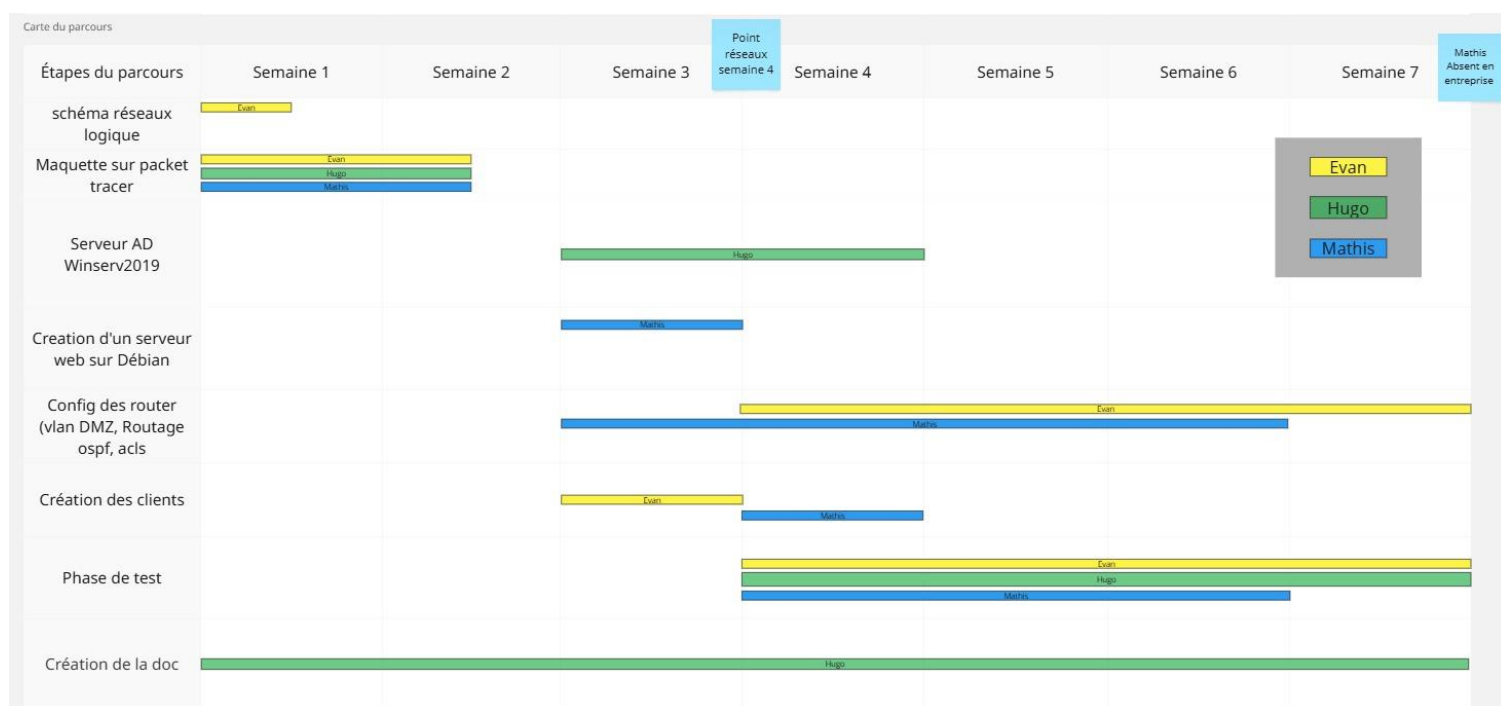 Carte du parcours
Point
réseaux
semaine 4
Mathis
Absent en
entreprise
Étapes du parcours
Semaine 1
Semaine 2
Semaine 3
Semaine 4
Semaine 5
Semaine 6
Semaine 7
schéma réseaux
logique
Evan
Maquette sur packet
tracer
Evan
Hugo
Mathis
Evan
Hugo
Mathis
Serveur AD
Winserv2019
Hugo
Creation d'un serveur
web sur Débian
Mathis
Config des router
(vlan DMZ, Routage
ospf, acls
Evan
Mathis
Création des clients
Evan
Mathis
Phase de test
Evan
Hugo
Mathis
Création de la doc
Hugo